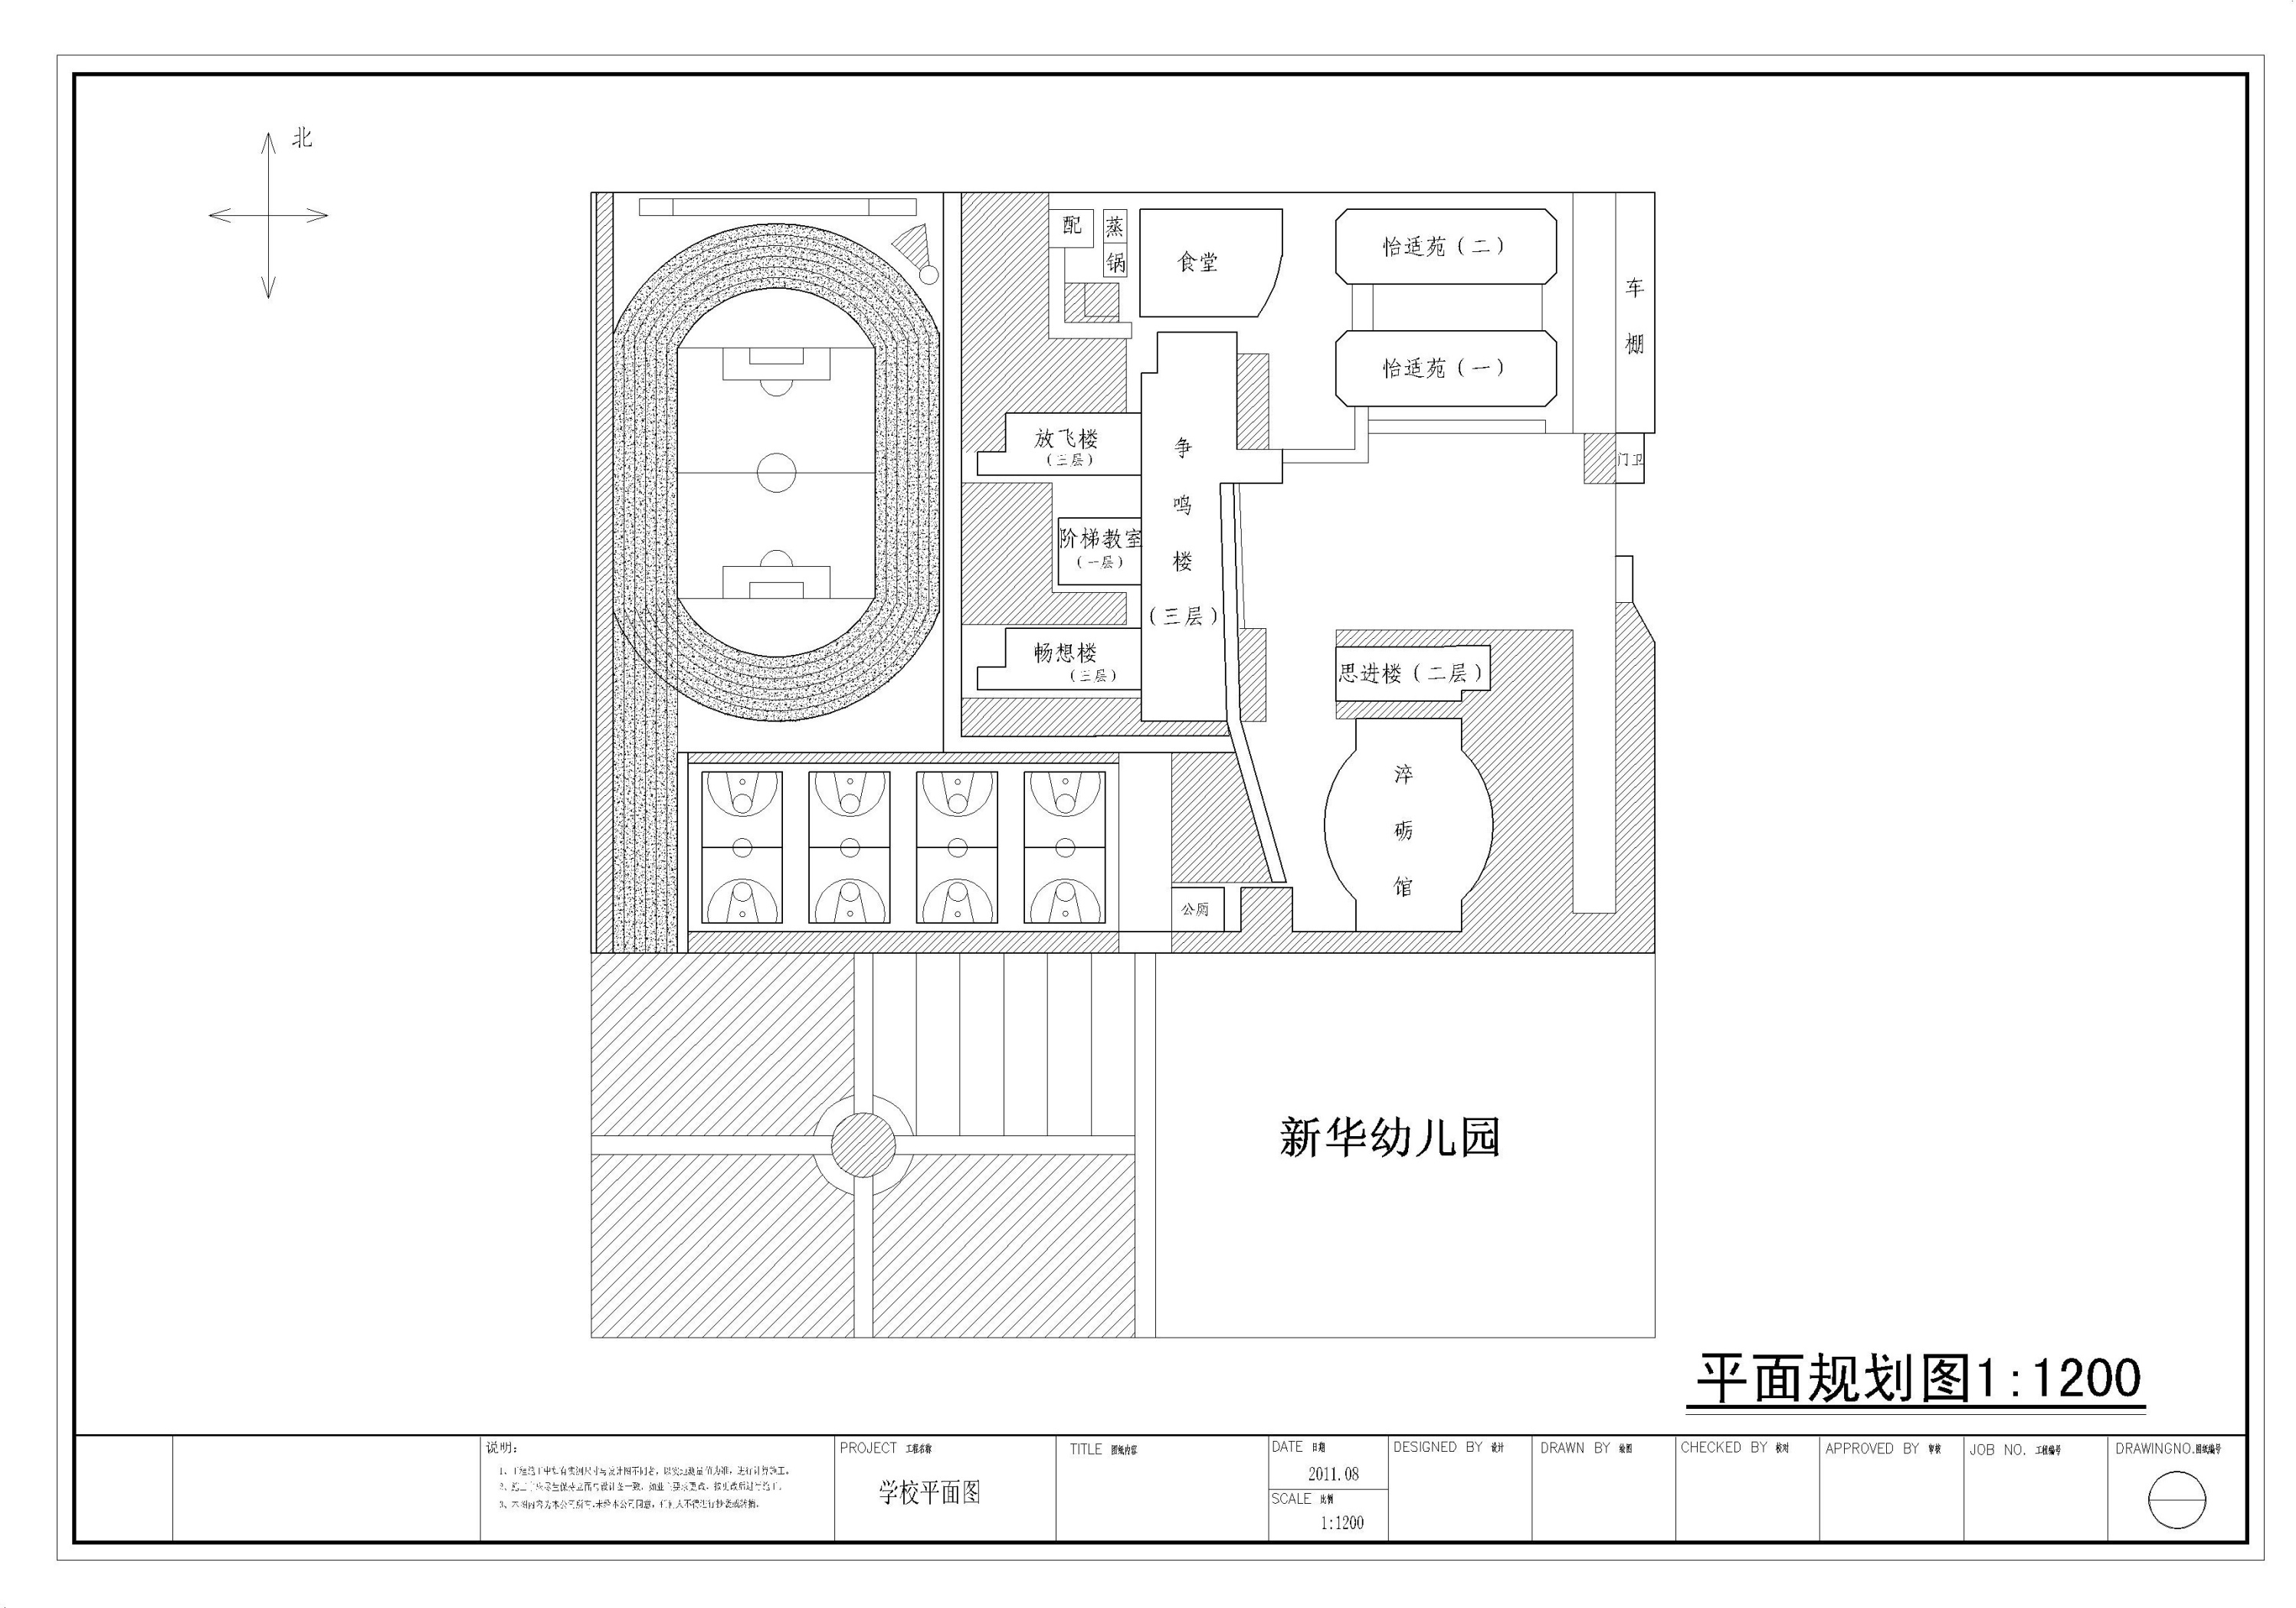 北
配
蒸
锅
食堂
怡适苑（二）
车
棚
怡适苑（一）
放飞楼
（三层）
争
鸣
楼
（三层）
门卫
阶梯教室
（一层）
畅想楼
（三层）
思进楼（二层）
淬
砺
馆
公厕
新华幼儿园
平面规划图1:1200
说明:
PROJECT 工程名称
学校平面图
TITLE 图纸内容
DATE 日期
2011.08
SCALE 比例
1:1200
DESIGNED BY 设计
DRAWN BY 绘图
CHECKED BY 校对
APPROVED BY 审核
JOB NO. 工程编号
DRAWINGNO.图纸编号